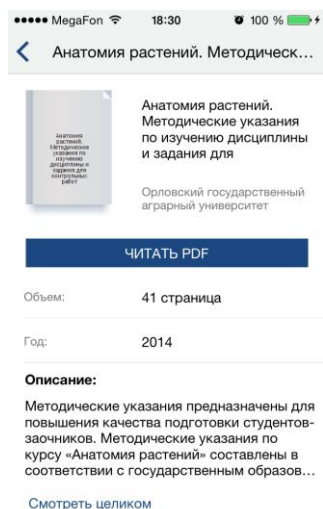 MegaFon 18:30 100 %
Анатомия растений. Методическ...
Анатомия
растений.
Методические
указания по
изучению
дисциплины и
задания для
контрольных
работ
Анатомия растений.
Методические указания
по изучению дисциплины
и задания для
Орловский государственный
аграрный университет
ЧИТАТЬ PDF
Объем: 41 страница
Год: 2014
Описание:
Методические указания предназначены для
повышения качества подготовки студентов-
заочников. Методические указания по
курсу «Анатомия растений» составлены в
соответствии с государственным образов...
Смотреть целиком